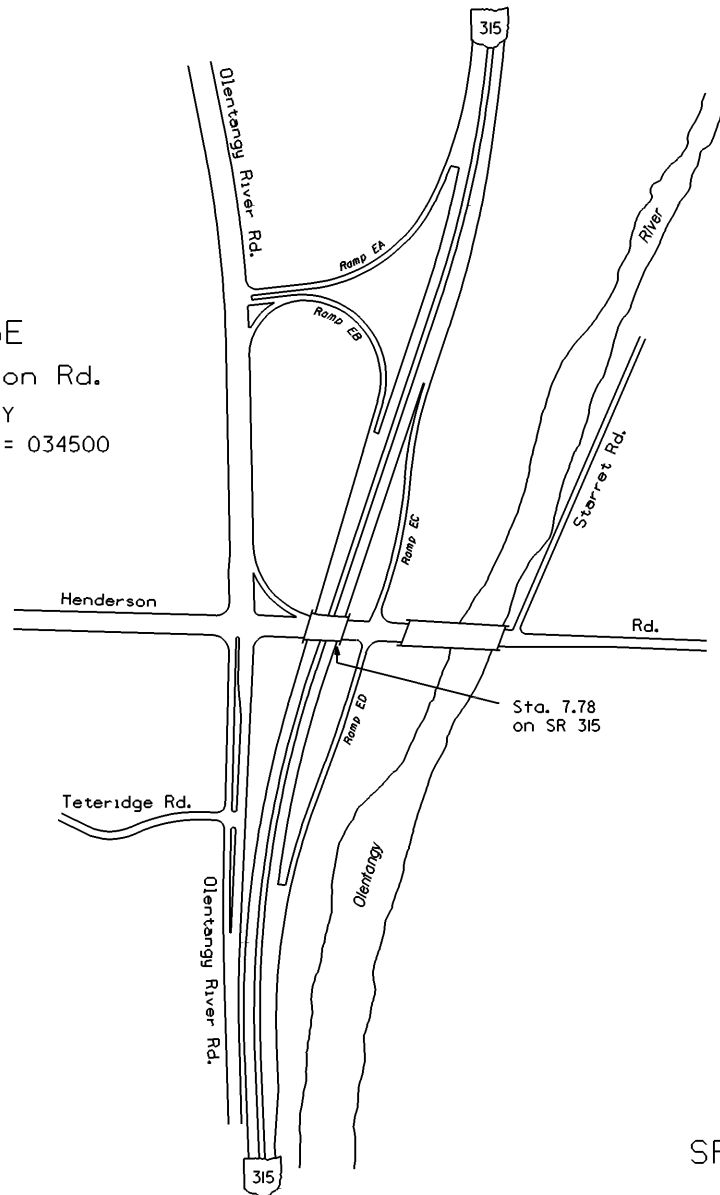 315
Olentangy River Rd.
River
Ramp EA
Ramp EB
GE
on Rd.
Y
= 034500
Starret Rd.
Ramp EC
Henderson
Rd.
Sta. 7.78
on SR 315
Ramp ED
Teteridge Rd.
Olentangy
Olentangy River Rd.
SR
315